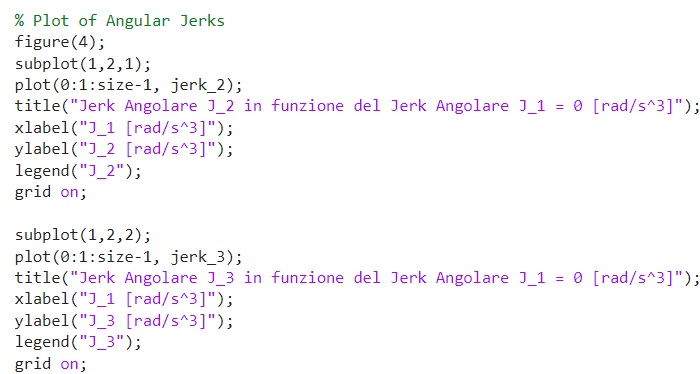 % Plot of Angular Jerks
figure(4);
subplot(1,2,1);
plot(0:1:size-1, jerk_2);
title("Jerk Angolare J_2 in funzione del Jerk Angolare J_1 = 0 [rad/s^3]");
xlabel("J_1 [rad/s^3]");
ylabel("J_2 [rad/s^3]");
legend("J_2");
grid on;

subplot(1,2,2);
plot(0:1:size-1, jerk_3);
title("Jerk Angolare J_3 in funzione del Jerk Angolare J_1 = 0 [rad/s^3]");
xlabel("J_1 [rad/s^3]");
ylabel("J_3 [rad/s^3]");
legend("J_3");
grid on;